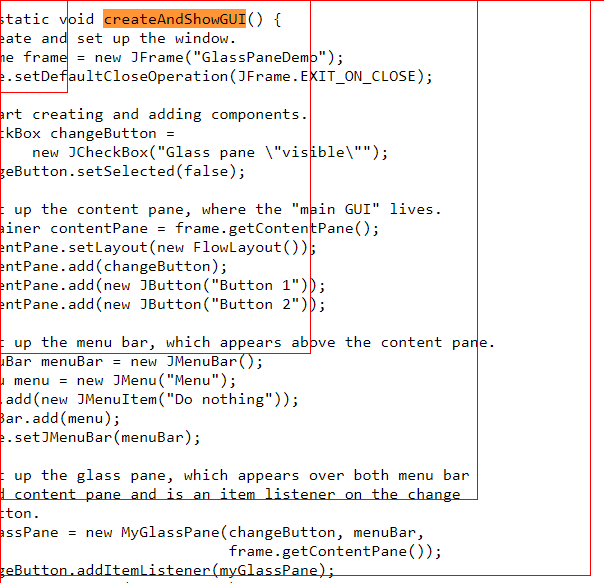 static void createAndShowGUI() {
eate and set up the window.
me frame = new JFrame("GlassPaneDemo");
e.setDefaultCloseOperation(JFrame.EXIT_ON_CLOSE);
art creating and adding components.
ckBox changeButton =
new JCheckBox("Glass pane \"visible\"");
geButton.setSelected(false);
t up the content pane, where the "main GUI" lives.
ainer contentPane = frame.getContentPane();
entPane.setLayout(new FlowLayout());
entPane.add(changeButton);
entPane.add(new JButton("Button 1"));
entPane.add(new JButton("Button 2"));
t up the menu bar, which appears above the content pane.
uBar menuBar = new JMenuBar();
u menu = new JMenu("Menu");
.add(new JMenuItem("Do nothing"));
Bar.add(menu);
e.setJMenuBar(menuBar);
t up the glass pane, which appears over both menu bar
d content pane and is an item listener on the change
tton.
assPane = new MyGlassPane(changeButton, menuBar,
frame.getContentPane());
geButton.addItemListener(myGlassPane);